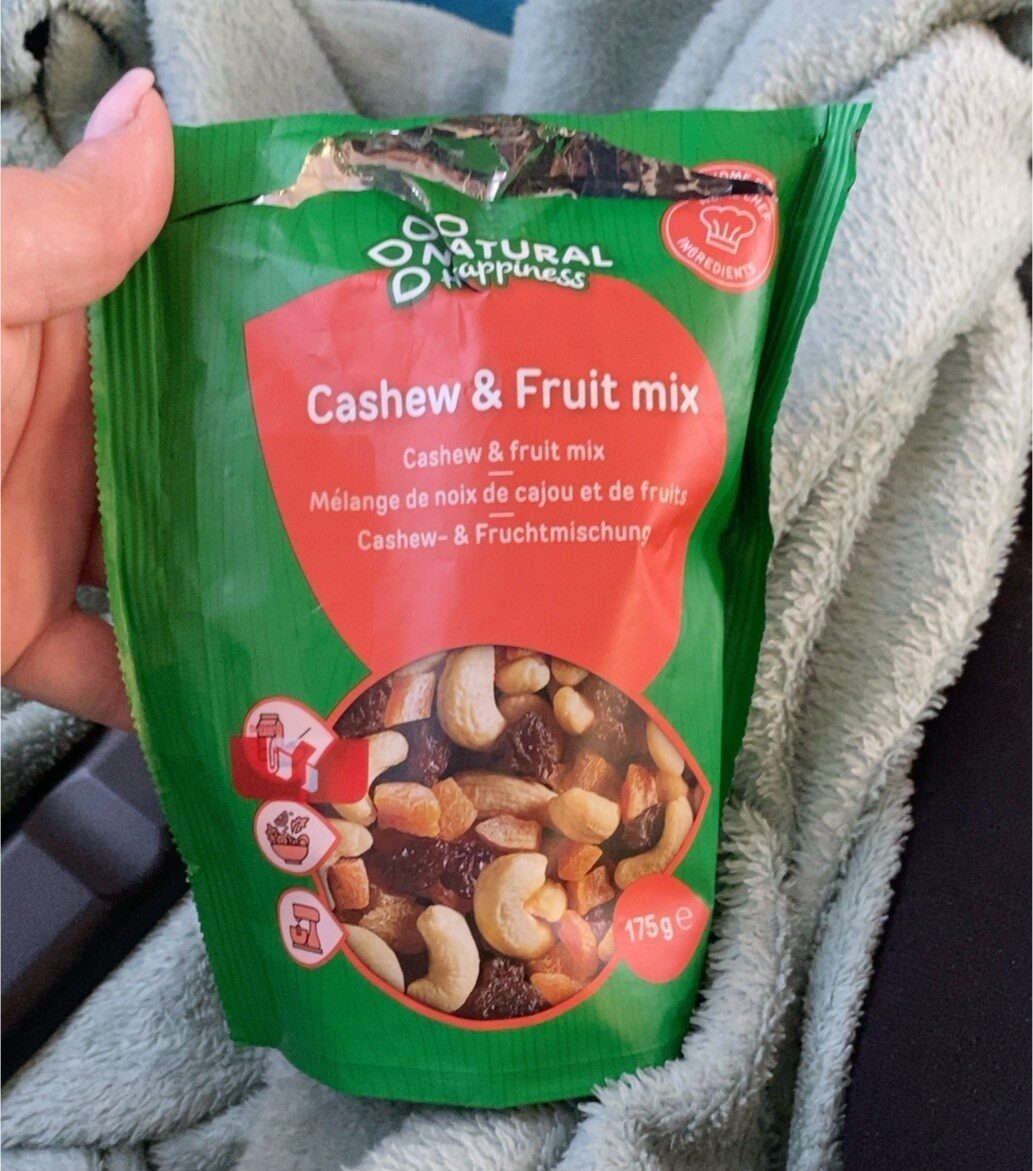 NATURAL
Happiness
INGREDIENTS
Cashew & Fruit mix
Cashew & fruit mix
Mélange de noix de cajou et de fruits
Cashew- & Fruchtmischung
175g e